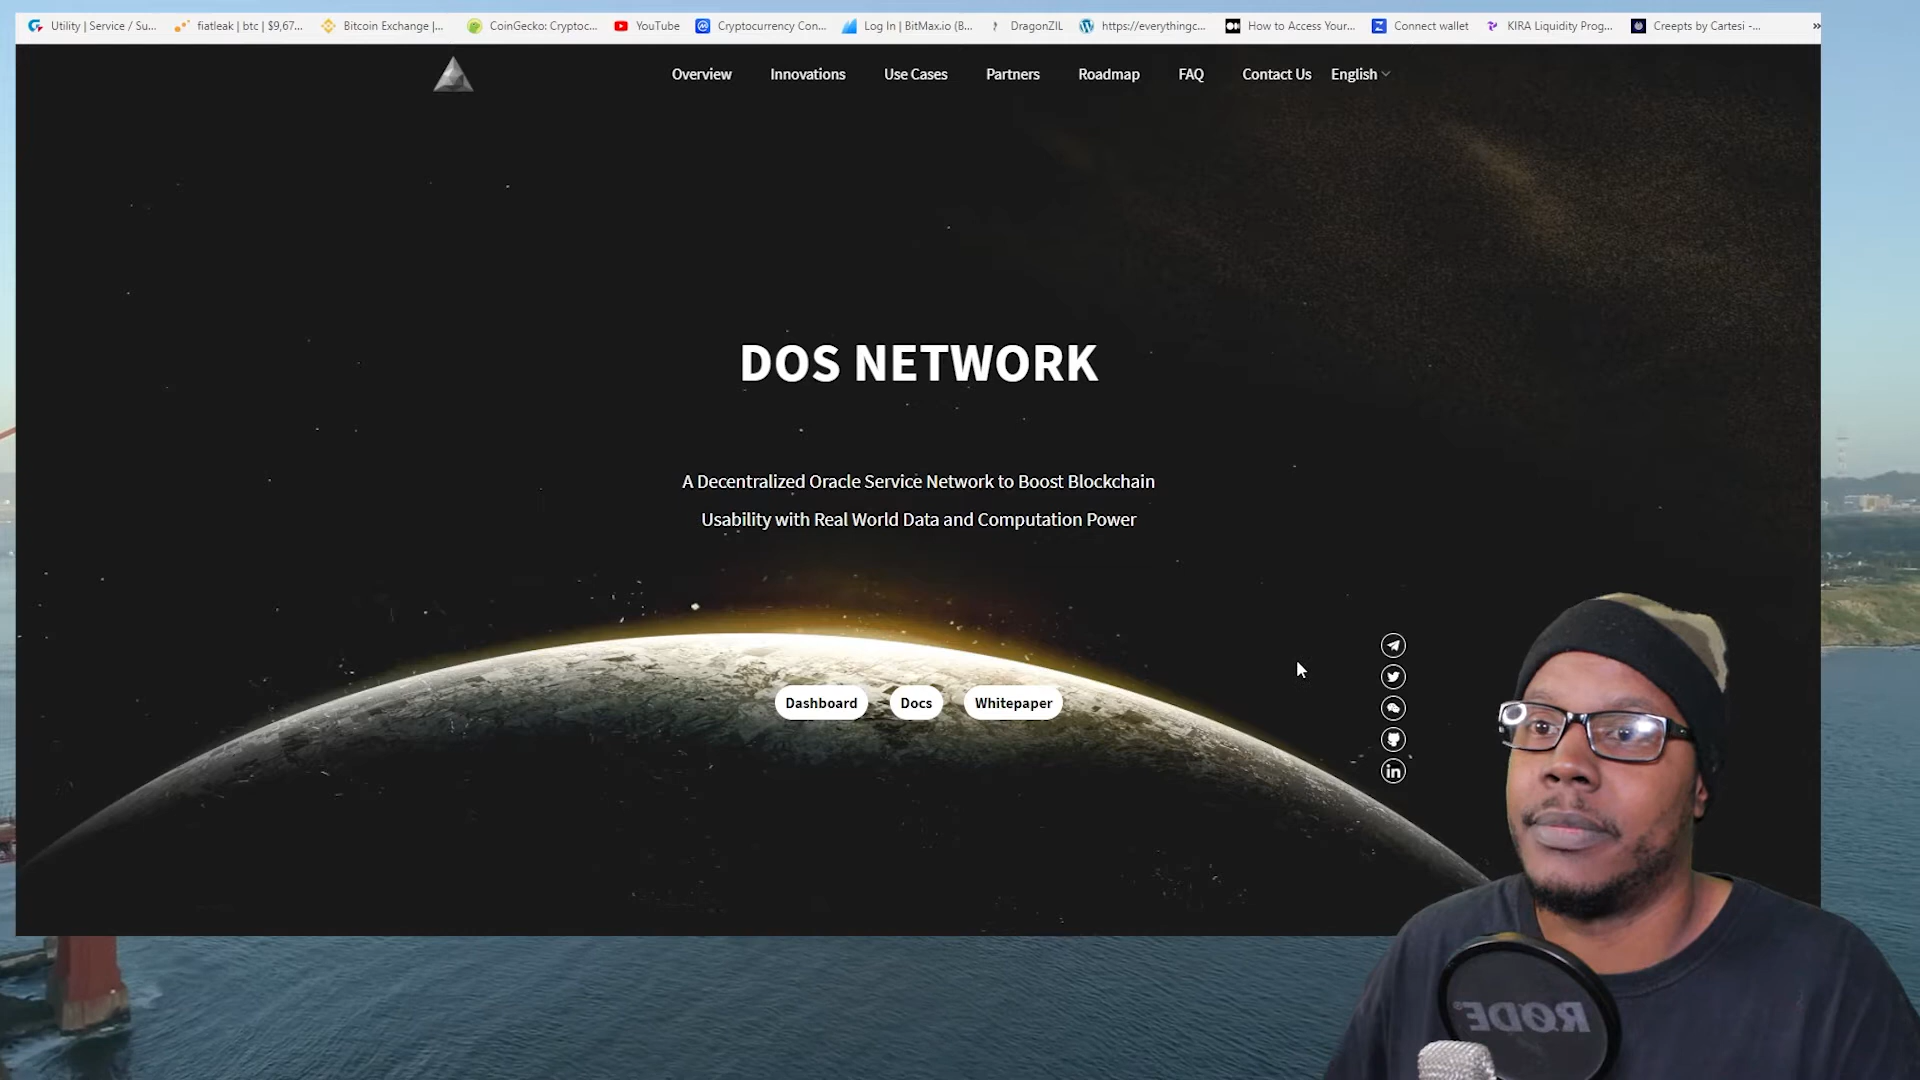 Utility | Service / Su...
fiatleak | btc | $9,67...
Bitcoin Exchange |...
CoinGecko: Cryptoc...
YouTube
Cryptocurrency Con...
Log In | BitMax.io (B...
DragonZIL
https://everythingc...
How to Access Your...
Connect wallet
KIRA Liquidity Prog...
Creepts by Cartesi -...
»
Overview
Innovations
Use Cases
Partners
Roadmap
FAQ
Contact Us
English
DOS NETWORK
A Decentralized Oracle Service Network to Boost Blockchain
Usability with Real World Data and Computation Power
Dashboard
Docs
Whitepaper
in
RØDE